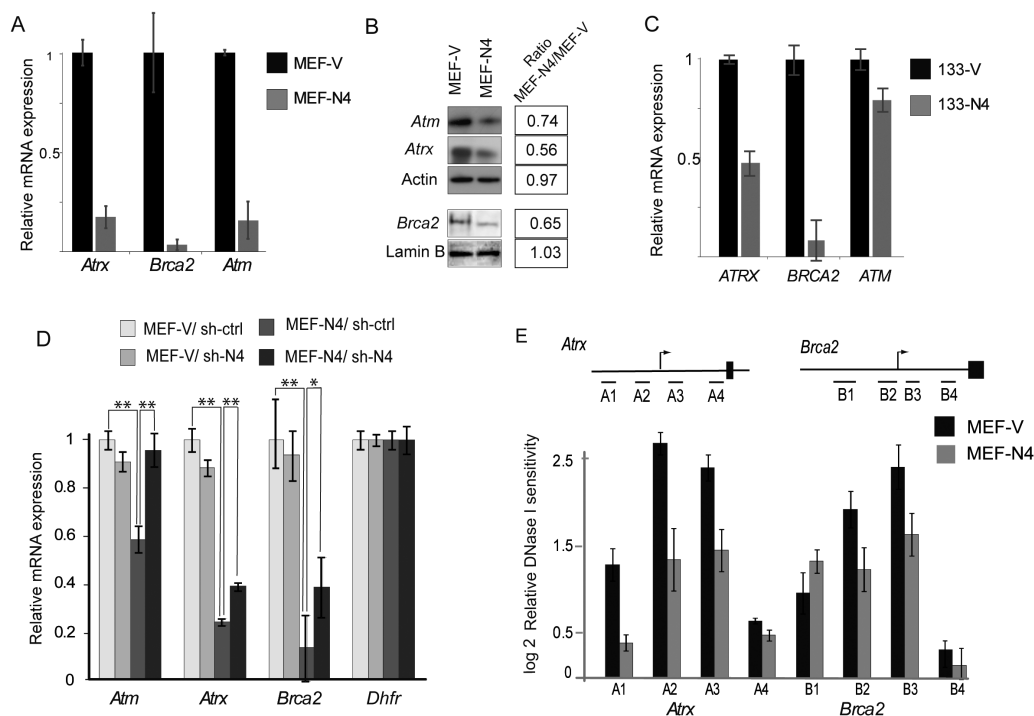 A
Relative mRNA expression
1
0.5
MEF-V
MEF-N4
Atrx Brca2 Atm
B
MEF-V
MEF-N4
Ratio
MEF-N4/MEF-V
Atm 0.74
Atrx 0.56
Actin 0.97
Brca2 0.65
Lamin B 1.03
C
Relative mRNA expression
1
0.5
133-V
133-N4
ATRX BRCA2 ATM
D
MEF-V/ sh-ctrl
MEF-N4/ sh-ctrl
MEF-V/ sh-N4
MEF-N4/ sh-N4
Relative mRNA expression
1
0.8
0.6
0.4
0.2
0
** ** ** ** ** *
Atm Atrx Brca2 Dhfr
E
Atrx
A1 A2 A3 A4
Brca2
B1 B2 B3 B4
MEF-V
MEF-N4
log 2 Relative DNase I sensitivity
2.5
1.5
0.5
0
A1 A2 A3 A4 B1 B2 B3 B4
Atrx Brca2